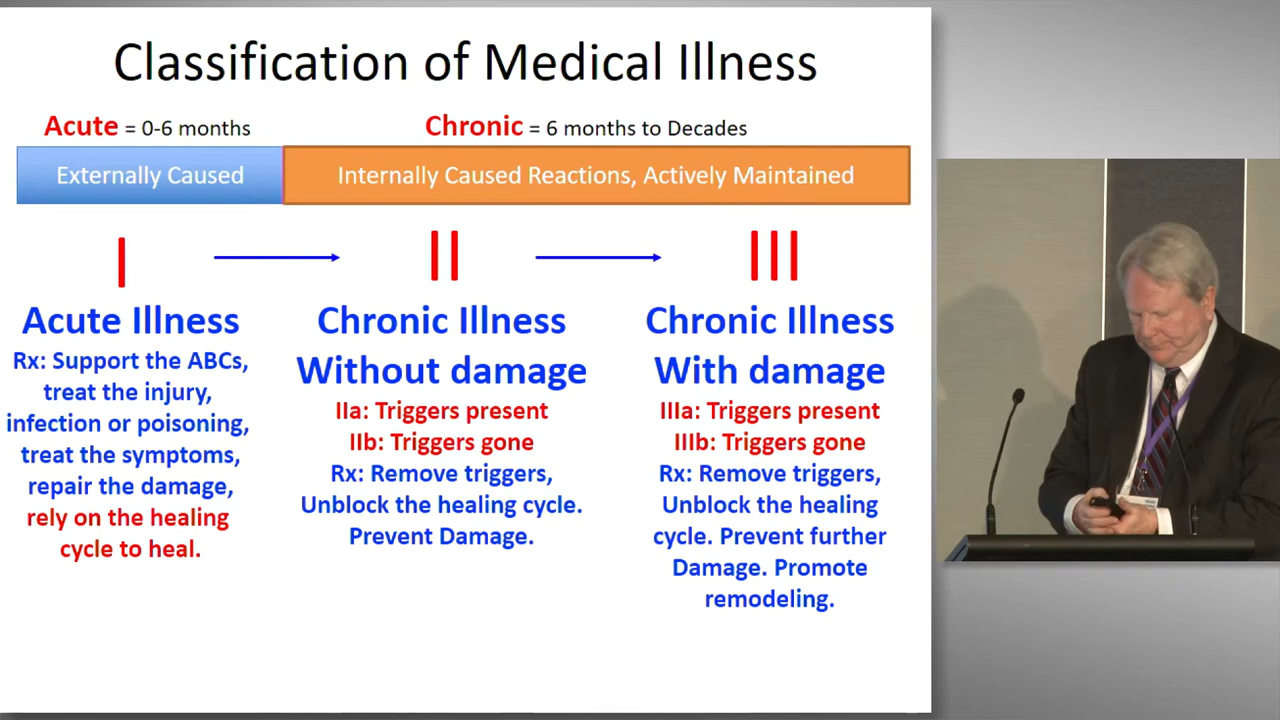 Classification of Medical Illness
Acute = 0-6 months
Chronic = 6 months to Decades
Externally Caused
Internally Caused Reactions, Actively Maintained
I
II
III
Acute Illness
Rx: Support the ABCs,
treat the injury,
infection or poisoning,
treat the symptoms,
repair the damage,
rely on the healing
cycle to heal.
Chronic Illness
Without damage
IIa: Triggers present
IIb: Triggers gone
Rx: Remove triggers,
Unblock the healing cycle.
Prevent Damage.
Chronic Illness
With damage
IIIa: Triggers present
IIIb: Triggers gone
Rx: Remove triggers,
Unblock the healing
cycle. Prevent further
Damage. Promote
remodeling.